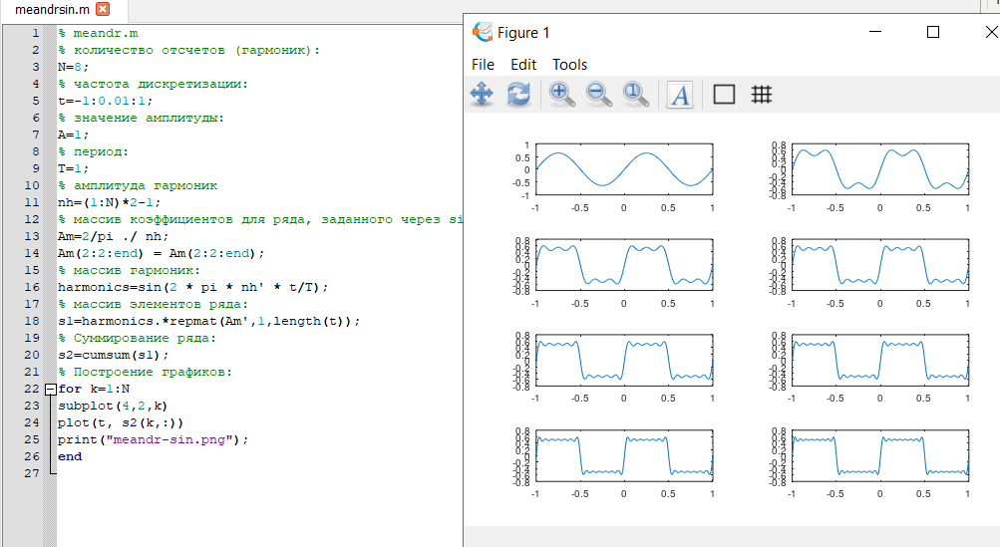 meandrsin.m
1 % meandr.m
2 % количество отсчетов (гармоник):
3 N=8;
4 % частота дискретизации:
5 t=-1:0.01:1;
6 % значение амплитуды:
7 A=1;
8 % период:
9 T=1;
10 % амплитуда гармоник
11 nh=(1:N)*2-1;
12 % массив коэффициентов для ряда, заданного через si
13 Am=2/pi ./ nh;
14 Am(2:2:end) = Am(2:2:end);
15 % массив гармоник:
16 harmonics=sin(2 * pi * nh' * t/T);
17 % массив элементов ряда:
18 s1=harmonics.*repmat(Am',1,length(t));
19 % Суммирование ряда:
20 s2=cumsum(s1);
21 % Построение графиков:
22 for k=1:N
23 subplot(4,2,k)
24 plot(t, s2(k,:))
25 print("meandr-sin.png");
26 end
27
Figure 1
File Edit Tools
1
0.5
0
-0.5
-1
-1 -0.5 0 0.5 1
0.8
0.6
0.4
0.2
0
-0.2
-0.4
-0.6
-0.8
-1 -0.5 0 0.5 1
0.8
0.6
0.4
0.2
0
-0.2
-0.4
-0.6
-0.8
-1 -0.5 0 0.5 1
0.8
0.6
0.4
0.2
0
-0.2
-0.4
-0.6
-0.8
-1 -0.5 0 0.5 1
0.8
0.6
0.4
0.2
0
-0.2
-0.4
-0.6
-0.8
-1 -0.5 0 0.5 1
0.8
0.6
0.4
0.2
0
-0.2
-0.4
-0.6
-0.8
-1 -0.5 0 0.5 1
0.8
0.6
0.4
0.2
0
-0.2
-0.4
-0.6
-0.8
-1 -0.5 0 0.5 1
0.8
0.6
0.4
0.2
0
-0.2
-0.4
-0.6
-0.8
-1 -0.5 0 0.5 1